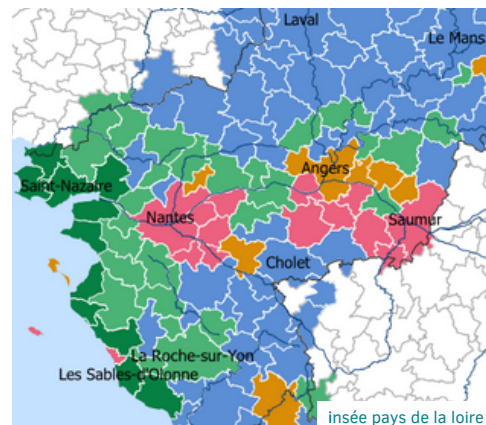 Laval
Le Mans
Saint-Nazaire
Angers
Nantes
Saumur
Cholet
La Roche-sur-Yon
Les Sables-d'Olonne
insée pays de la loire